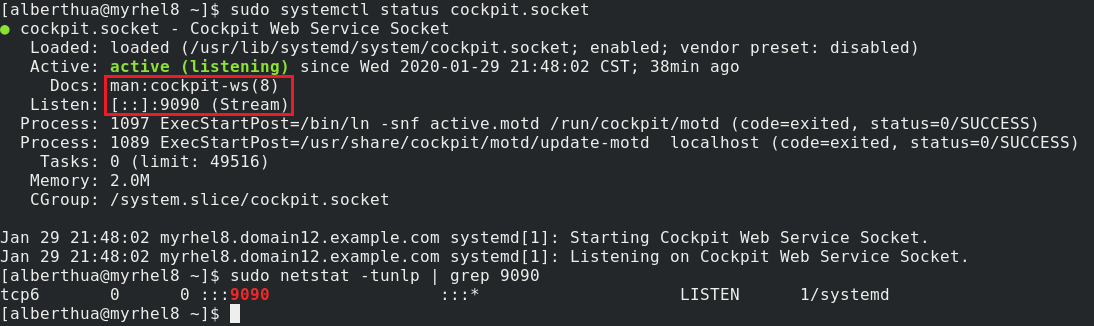 [alberthua@myrhel8 ~]$ sudo systemctl status cockpit.socket
● cockpit.socket - Cockpit Web Service Socket
   Loaded: loaded (/usr/lib/systemd/system/cockpit.socket; enabled; vendor preset: disabled)
   Active: active (listening) since Wed 2020-01-29 21:48:02 CST; 38min ago
     Docs: man:cockpit-ws(8)
   Listen: [::]:9090 (Stream)
  Process: 1097 ExecStartPost=/bin/ln -snf active.motd /run/cockpit/motd (code=exited, status=0/SUCCESS)
  Process: 1089 ExecStartPost=/usr/share/cockpit/motd/update-motd  localhost (code=exited, status=0/SUCCESS)
    Tasks: 0 (limit: 49516)
   Memory: 2.0M
   CGroup: /system.slice/cockpit.socket

Jan 29 21:48:02 myrhel8.domain12.example.com systemd[1]: Starting Cockpit Web Service Socket.
Jan 29 21:48:02 myrhel8.domain12.example.com systemd[1]: Listening on Cockpit Web Service Socket.
[alberthua@myrhel8 ~]$ sudo netstat -tunlp | grep 9090
tcp6       0      0 :::9090                 :::*                    LISTEN      1/systemd
[alberthua@myrhel8 ~]$